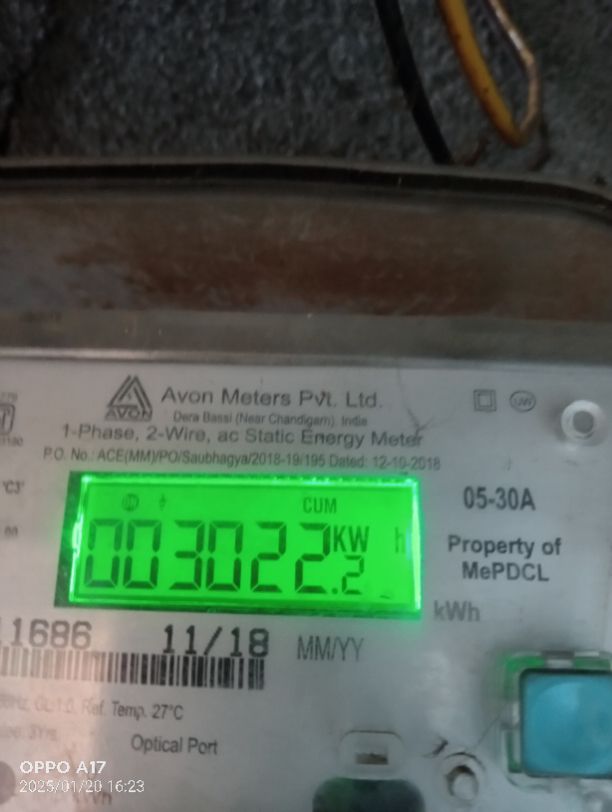 Avon Meters Pvt. Ltd.
AVON
Dera Bassi (Near Chandigarh), India
1-Phase, 2-Wire, ac Static Energy Meter
P.O. No.: ACE(MM)/PO/Saubhagya/2018-19/195 Dated: 12-10-2018
CUM
003022.2 KW h
05-30A
Property of
MePDCL
kWh
11/18 MM/YY
Ref. Temp. 27°C
Optical Port
OPPO A17
2025/01/20 16:23